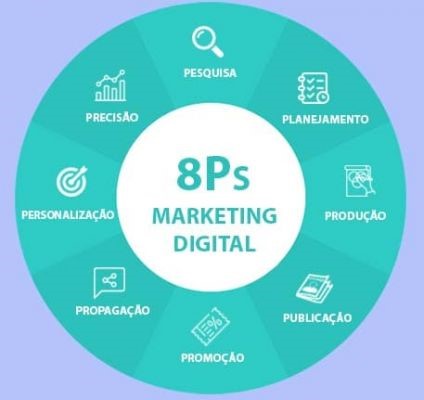 8Ps
MARKETING
DIGITAL
PESQUISA
PLANEJAMENTO
PRODUÇÃO
PUBLICAÇÃO
PROMOÇÃO
PROPAGAÇÃO
PERSONALIZAÇÃO
PRECISÃO